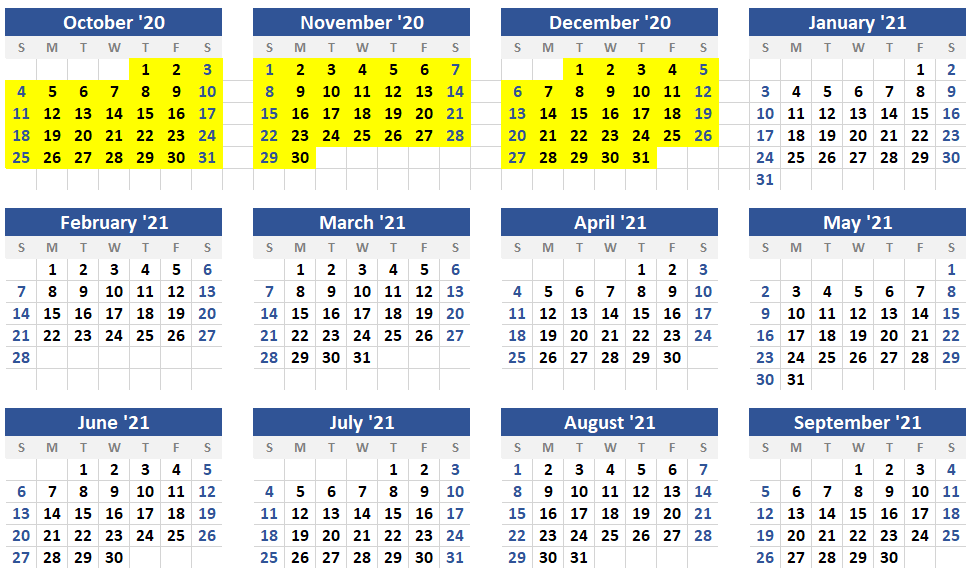 October '20
S M T W T F S
1 2 3
4 5 6 7 8 9 10
11 12 13 14 15 16 17
18 19 20 21 22 23 24
25 26 27 28 29 30 31
November '20
S M T W T F S
1 2 3 4 5 6 7
8 9 10 11 12 13 14
15 16 17 18 19 20 21
22 23 24 25 26 27 28
29 30
December '20
S M T W T F S
1 2 3 4 5
6 7 8 9 10 11 12
13 14 15 16 17 18 19
20 21 22 23 24 25 26
27 28 29 30 31
January '21
S M T W T F S
1 2
3 4 5 6 7 8 9
10 11 12 13 14 15 16
17 18 19 20 21 22 23
24 25 26 27 28 29 30
31
February '21
S M T W T F S
1 2 3 4 5 6
7 8 9 10 11 12 13
14 15 16 17 18 19 20
21 22 23 24 25 26 27
28
March '21
S M T W T F S
1 2 3 4 5 6
7 8 9 10 11 12 13
14 15 16 17 18 19 20
21 22 23 24 25 26 27
28 29 30 31
April '21
S M T W T F S
1 2 3
4 5 6 7 8 9 10
11 12 13 14 15 16 17
18 19 20 21 22 23 24
25 26 27 28 29 30
May '21
S M T W T F S
1
2 3 4 5 6 7 8
9 10 11 12 13 14 15
16 17 18 19 20 21 22
23 24 25 26 27 28 29
30 31
June '21
S M T W T F S
1 2 3 4 5
6 7 8 9 10 11 12
13 14 15 16 17 18 19
20 21 22 23 24 25 26
27 28 29 30
July '21
S M T W T F S
1 2 3
4 5 6 7 8 9 10
11 12 13 14 15 16 17
18 19 20 21 22 23 24
25 26 27 28 29 30 31
August '21
S M T W T F S
1 2 3 4 5 6 7
8 9 10 11 12 13 14
15 16 17 18 19 20 21
22 23 24 25 26 27 28
29 30 31
September '21
S M T W T F S
1 2 3 4
5 6 7 8 9 10 11
12 13 14 15 16 17 18
19 20 21 22 23 24 25
26 27 28 29 30